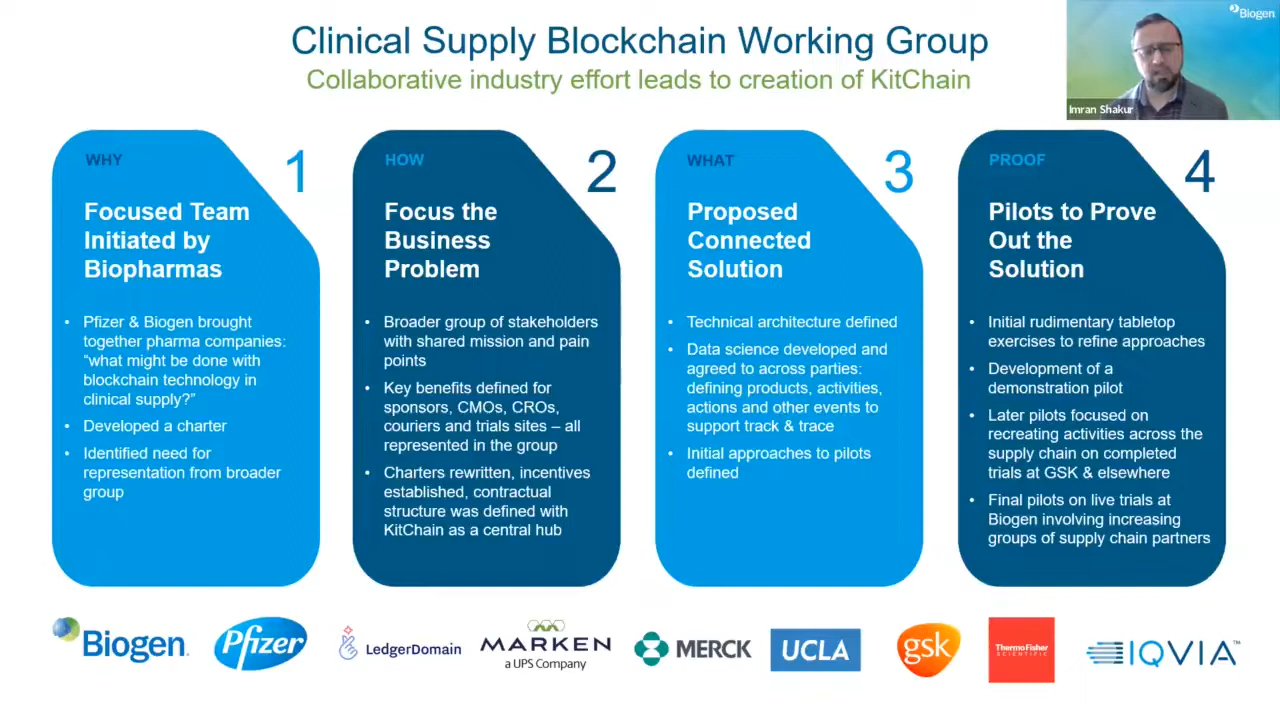 Clinical Supply Blockchain Working Group
Collaborative industry effort leads to creation of KitChain
Biogen
Imran Shakur
WHY
1
Focused Team
Initiated by
Biopharmas
• Pfizer & Biogen brought
together pharma companies:
“what might be done with
blockchain technology in
clinical supply?”
• Developed a charter
• Identified need for
representation from broader
group
HOW
2
Focus the
Business
Problem
• Broader group of stakeholders
with shared mission and pain
points
• Key benefits defined for
sponsors, CMOs, CROs,
couriers and trials sites – all
represented in the group
• Charters rewritten, incentives
established, contractual
structure was defined with
KitChain as a central hub
WHAT
3
Proposed
Connected
Solution
• Technical architecture defined
• Data science developed and
agreed to across parties:
defining products, activities,
actions and other events to
support track & trace
• Initial approaches to pilots
defined
PROOF
4
Pilots to Prove
Out the
Solution
• Initial rudimentary tabletop
exercises to refine approaches
• Development of a
demonstration pilot
• Later pilots focused on
recreating activities across the
supply chain on completed
trials at GSK & elsewhere
• Final pilots on live trials at
Biogen involving increasing
groups of supply chain partners
Biogen
Pfizer
LedgerDomain
MARKEN
a UPS Company
MERCK
UCLA
gsk
ThermoFisher
SCIENTIFIC
IQVIA™